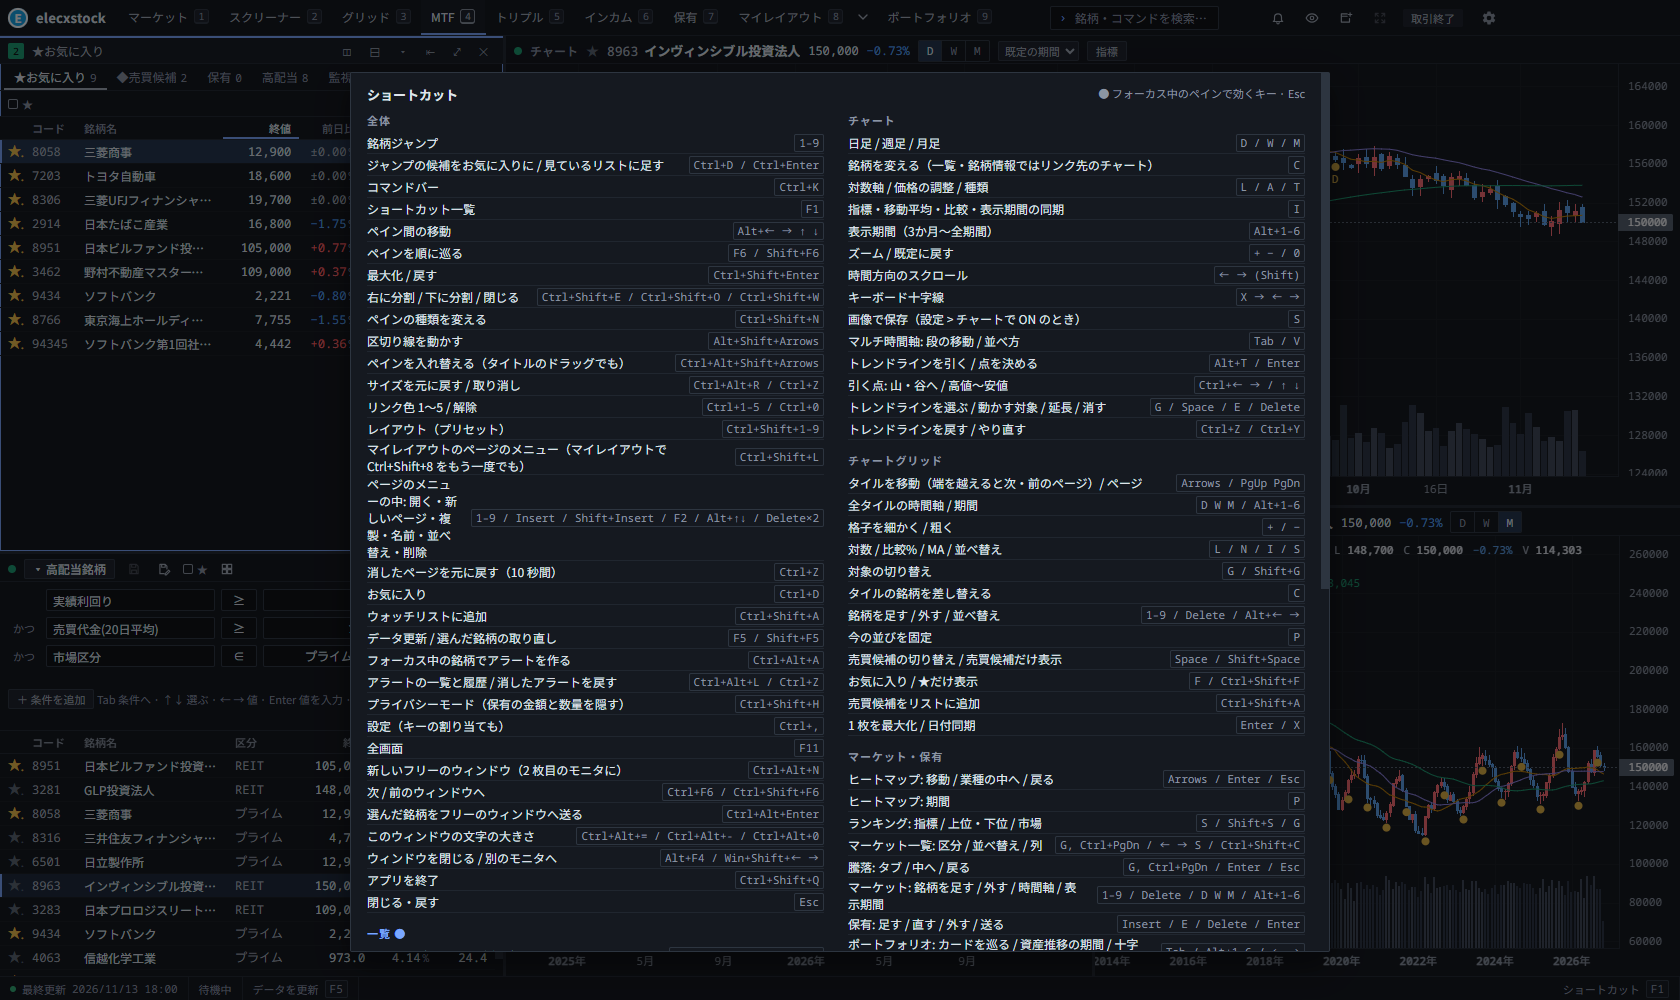 elecxstock マーケット 1 スクリーナー 2 グリッド 3 MTF 4 トリプル 5 インカム 6 保有 7 マイレイアウト 8 ポートフォリオ 9 › 銘柄・コマンドを検索… 取引終了
2 ★お気に入り
チャート ★ 8963 インヴィンシブル投資法人 150,000 −0.73% D W M 既定の期間 指標
★お気に入り 9 ◆売買候補 2 保有 0 高配当 8 監視
★
コード 銘柄名 終値 前日比
8058 三菱商事 12,900 ±0.00
7203 トヨタ自動車 18,600 ±0.00
8306 三菱UFJフィナンシャ… 19,700 ±0.00
2914 日本たばこ産業 16,800 −1.75
8951 日本ビルファンド投… 105,000 +0.77
3462 野村不動産マスター… 109,000 +0.37
9434 ソフトバンク 2,221 −0.80
8766 東京海上ホールディ… 7,755 −1.55
94345 ソフトバンク第1回社… 4,442 +0.36
高配当銘柄 ★
実績利回り ≥
かつ 売買代金(20日平均) ≥
かつ 市場区分 ∈ プライム
＋ 条件を追加 Tab 条件へ・↑↓ 選ぶ・←→ 値・Enter 値を入力・
コード 銘柄名 区分
8951 日本ビルファンド投資… REIT 105,0
3281 GLP投資法人 REIT 148,0
8058 三菱商事 プライム 12,9
8316 三井住友フィナンシャ… プライム 4,7
6501 日立製作所 プライム 12,9
8963 インヴィンシブル投資… REIT 150,0
3283 日本プロロジスリート… REIT 109,0
9434 ソフトバンク プライム 2,2
4063 信越化学工業 プライム 973.0 4.14% 24.4
ショートカット
フォーカス中のペインで効くキー・Esc
全体
銘柄ジャンプ 1-9
ジャンプの候補をお気に入りに / 見ているリストに足す Ctrl+D / Ctrl+Enter
コマンドバー Ctrl+K
ショートカット一覧 F1
ペイン間の移動 Alt+← → ↑ ↓
ペインを順に巡る F6 / Shift+F6
最大化 / 戻す Ctrl+Shift+Enter
右に分割 / 下に分割 / 閉じる Ctrl+Shift+E / Ctrl+Shift+O / Ctrl+Shift+W
ペインの種類を変える Ctrl+Shift+N
区切り線を動かす Alt+Shift+Arrows
ペインを入れ替える（タイトルのドラッグでも） Ctrl+Alt+Shift+Arrows
サイズを元に戻す / 取り消し Ctrl+Alt+R / Ctrl+Z
リンク色 1〜5 / 解除 Ctrl+1-5 / Ctrl+0
レイアウト（プリセット） Ctrl+Shift+1-9
マイレイアウトのページのメニュー（マイレイアウトで
Ctrl+Shift+8 をもう一度でも） Ctrl+Shift+L
ページのメニュ
ーの中: 開く・新
しいページ・複
製・名前・並べ
替え・削除 1-9 / Insert / Shift+Insert / F2 / Alt+↑↓ / Delete×2
消したページを元に戻す（10 秒間） Ctrl+Z
お気に入り Ctrl+D
ウォッチリストに追加 Ctrl+Shift+A
データ更新 / 選んだ銘柄の取り直し F5 / Shift+F5
フォーカス中の銘柄でアラートを作る Ctrl+Alt+A
アラートの一覧と履歴 / 消したアラートを戻す Ctrl+Alt+L / Ctrl+Z
プライバシーモード（保有の金額と数量を隠す） Ctrl+Shift+H
設定（キーの割り当ても） Ctrl+,
全画面 F11
新しいフリーのウィンドウ（2 枚目のモニタに） Ctrl+Alt+N
次 / 前のウィンドウへ Ctrl+F6 / Ctrl+Shift+F6
選んだ銘柄をフリーのウィンドウへ送る Ctrl+Alt+Enter
このウィンドウの文字の大きさ Ctrl+Alt+= / Ctrl+Alt+- / Ctrl+Alt+0
ウィンドウを閉じる / 別のモニタへ Alt+F4 / Win+Shift+← →
アプリを終了 Ctrl+Shift+Q
閉じる・戻す Esc
一覧
チャート
日足 / 週足 / 月足 D / W / M
銘柄を変える（一覧・銘柄情報ではリンク先のチャート） C
対数軸 / 価格の調整 / 種類 L / A / T
指標・移動平均・比較・表示期間の同期 I
表示期間（3か月〜全期間） Alt+1-6
ズーム / 既定に戻す + − / 0
時間方向のスクロール ← → (Shift)
キーボード十字線 X → ← →
画像で保存（設定 > チャートで ON のとき） S
マルチ時間軸: 段の移動 / 並べ方 Tab / V
トレンドラインを引く / 点を決める Alt+T / Enter
引く点: 山・谷へ / 高値〜安値 Ctrl+← → / ↑ ↓
トレンドラインを選ぶ / 動かす対象 / 延長 / 消す G / Space / E / Delete
トレンドラインを戻す / やり直す Ctrl+Z / Ctrl+Y
チャートグリッド
タイルを移動（端を越えると次・前のページ）/ ページ Arrows / PgUp PgDn
全タイルの時間軸 / 期間 D W M / Alt+1-6
格子を細かく / 粗く + / −
対数 / 比較% / MA / 並べ替え L / N / I / S
対象の切り替え G / Shift+G
タイルの銘柄を差し替える C
銘柄を足す / 外す / 並べ替え 1-9 / Delete / Alt+← →
今の並びを固定 P
売買候補の切り替え / 売買候補だけ表示 Space / Shift+Space
お気に入り / ★だけ表示 F / Ctrl+Shift+F
売買候補をリストに追加 Ctrl+Shift+A
1 枚を最大化 / 日付同期 Enter / X
マーケット・保有
ヒートマップ: 移動 / 業種の中へ / 戻る Arrows / Enter / Esc
ヒートマップ: 期間 P
ランキング: 指標 / 上位・下位 / 市場 S / Shift+S / G
マーケット一覧: 区分 / 並べ替え / 列 G, Ctrl+PgDn / ← → S / Ctrl+Shift+C
騰落: タブ / 中へ / 戻る G, Ctrl+PgDn / Enter / Esc
マーケット: 銘柄を足す / 外す / 時間軸 / 表
示期間 1-9 / Delete / D W M / Alt+1-6
保有: 足す / 直す / 外す / 送る Insert / E / Delete / Enter
ポートフォリオ: カードを巡る / 資産推移の期間 / 十字
164000
160000
156000
D
152000
150000
148000
144000
140000
136000
132000
128000
124000
10月 16日 11月
150,000 −0.73% D W M
L 148,700 C 150,000 −0.73% V 114,303
3,045
260000
240000
220000
200000
180000
160000
150000
140000
120000
100000
80000
60000
2025年 5月 9月 2026年 5月 9月 2014年 2016年 2018年 2020年 2022年 2024年 2026年
最終更新 2026/11/13 18:00 待機中 データを更新 F5 ショートカット F1